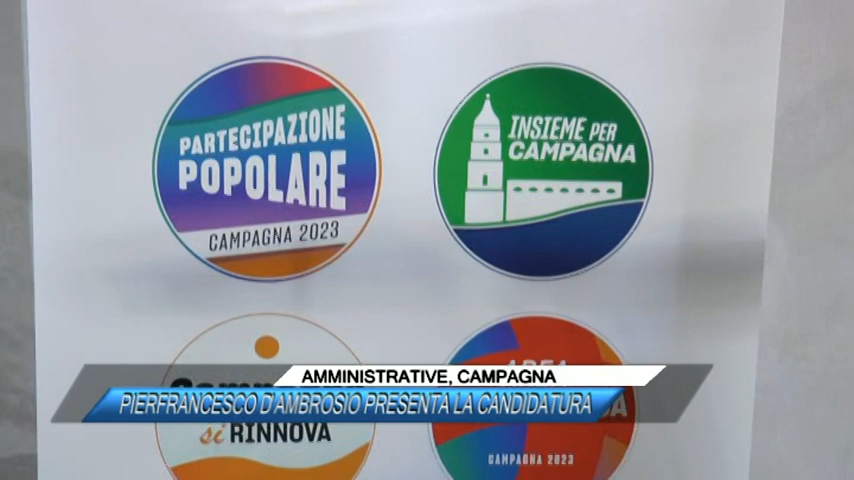 PARTECIPAZIONE
POPOLARE
CAMPAGNA 2023
INSIEME PER
CAMPAGNA
si RINNOVA
CAMPAGNA 2023
AMMINISTRATIVE, CAMPAGNA
PIERFRANCESCO D'AMBROSIO PRESENTA LA CANDIDATURA